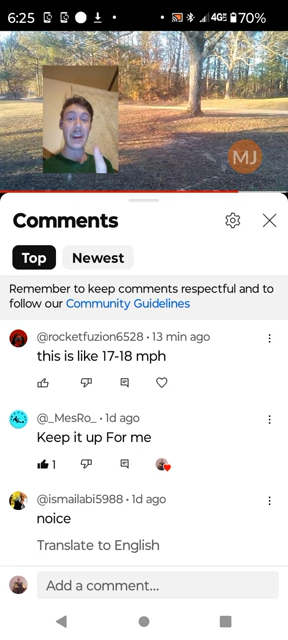 6:25 4G 70%
MJ
Comments
Top Newest
Remember to keep comments respectful and to
follow our Community Guidelines
@rocketfuzion6528 • 13 min ago
this is like 17-18 mph
@_MesRo_ • 1d ago
Keep it up For me
1
@ismailabi5988 • 1d ago
noice
Translate to English
Add a comment...